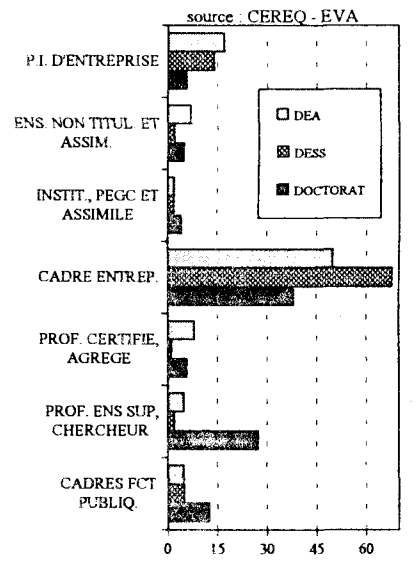 source : CEREQ - EVA
P.I. D'ENTREPRISE
ENS. NON TITUL. ET
ASSIM.
INSTIT., PEGC ET
ASSIMILE
CADRE ENTREP.
PROF. CERTIFIE,
AGREGE
PROF. ENS SUP,
CHERCHEUR
CADRES FCT
PUBLIQ.
DEA
DESS
DOCTORAT
0 15 30 45 60